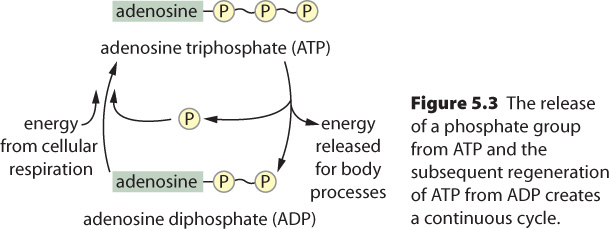 adenosine P P P
adenosine triphosphate (ATP)
energy
from cellular
respiration
P
energy
released
for body
processes
adenosine P P
adenosine diphosphate (ADP)
Figure 5.3 The release
of a phosphate group
from ATP and the
subsequent regeneration
of ATP from ADP creates
a continuous cycle.